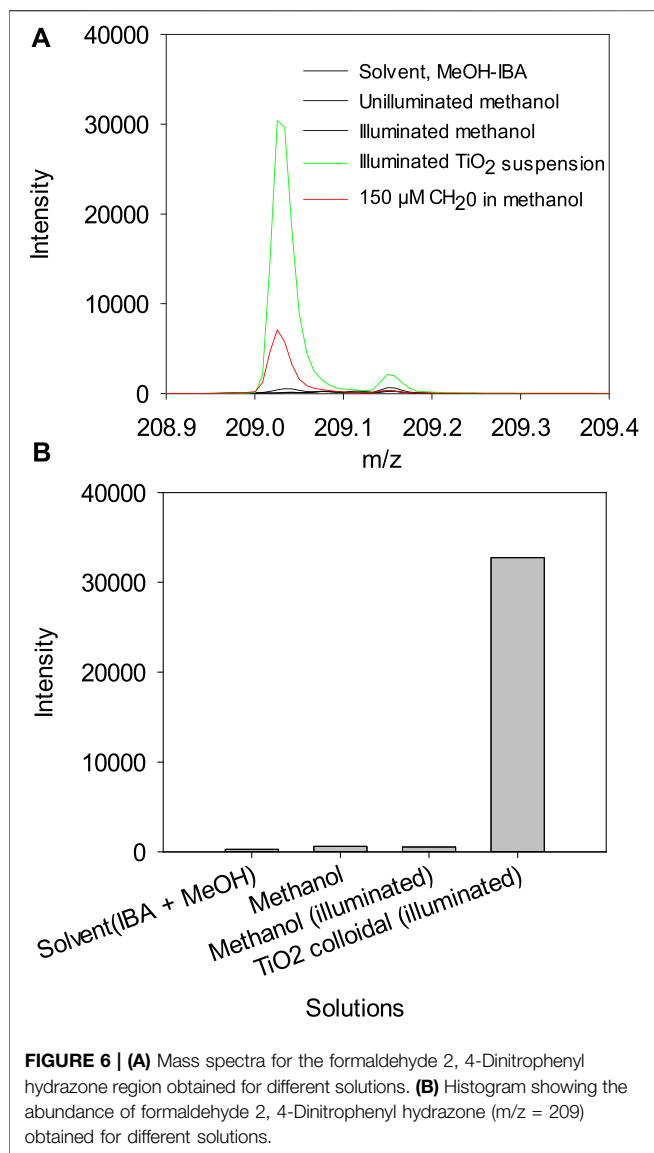 A
40000
30000
20000
10000
0
Intensity
Solvent, MeOH-IBA
Unilluminated methanol
Illuminated methanol
Illuminated TiO2 suspension
150 µM CH20 in methanol
208.9 209.0 209.1 209.2 209.3 209.4
m/z
B
40000
30000
20000
10000
0
Intensity
Solvent(IBA + MeOH)
Methanol
Methanol (illuminated)
TiO2 colloidal (illuminated)
Solutions
FIGURE 6 | (A) Mass spectra for the formaldehyde 2, 4-Dinitrophenyl
hydrazone region obtained for different solutions. (B) Histogram showing the
abundance of formaldehyde 2, 4-Dinitrophenyl hydrazone (m/z = 209)
obtained for different solutions.